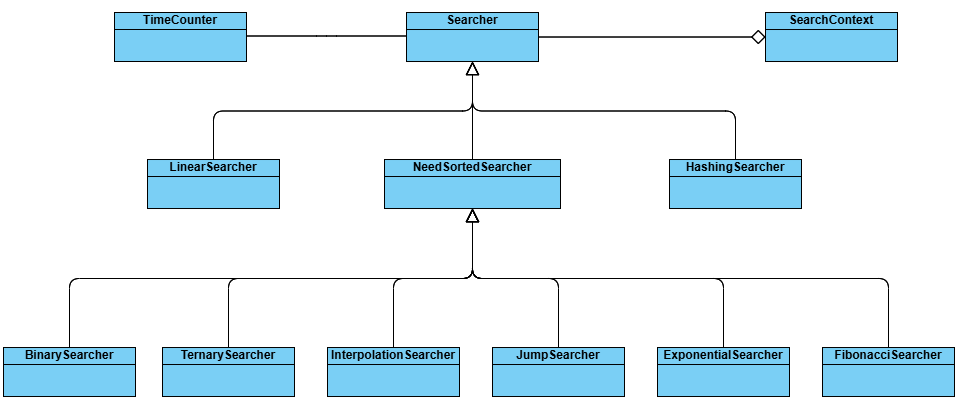 TimeCounter
Searcher
SearchContext
LinearSearcher
NeedSortedSearcher
HashingSearcher
BinarySearcher
TernarySearcher
InterpolationSearcher
JumpSearcher
ExponentialSearcher
FibonacciSearcher